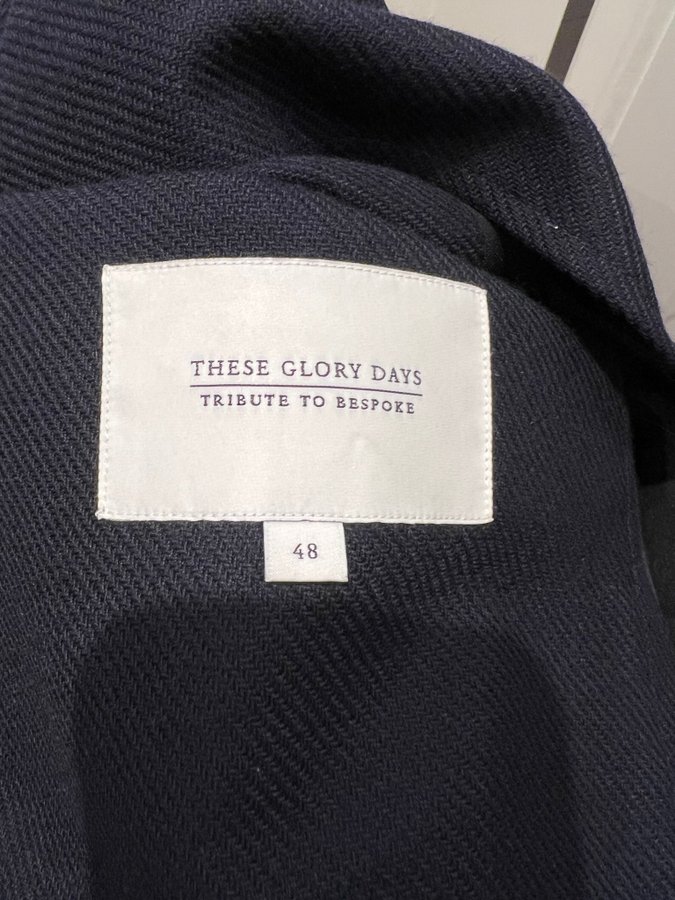 THESE GLORY DAYS
TRIBUTE TO BESPOKE
48